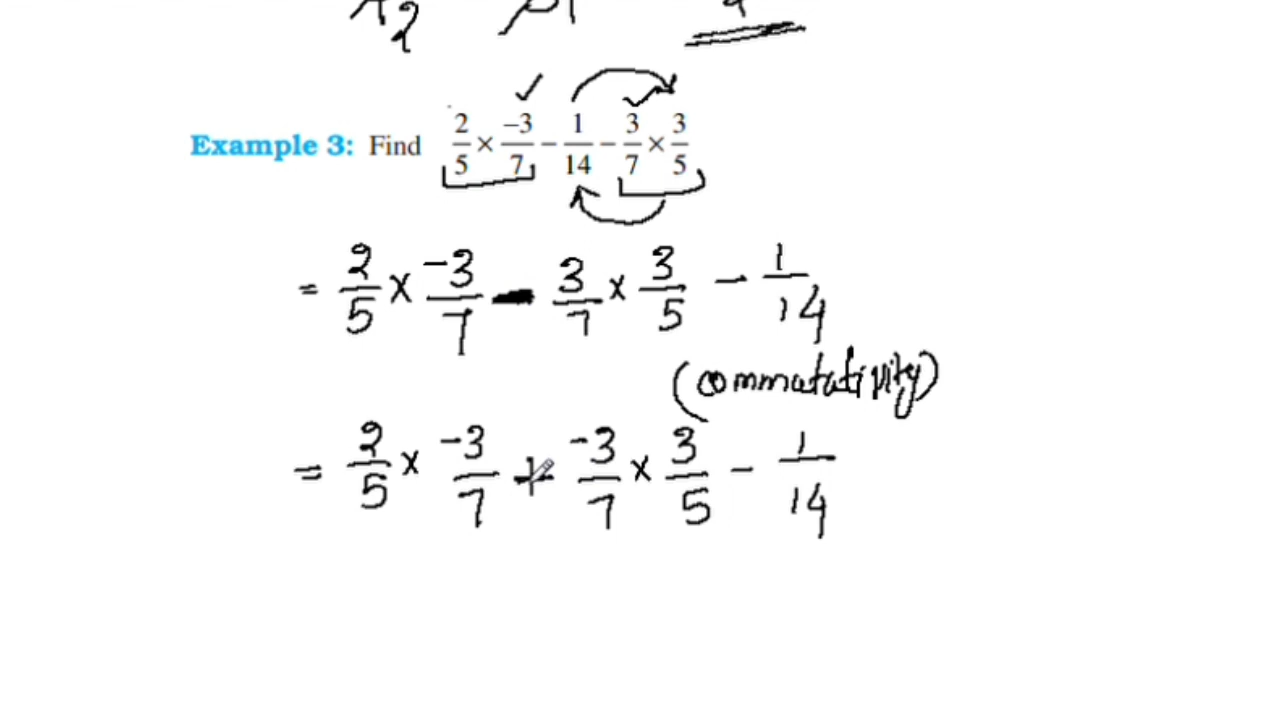 Example 3: Find 2/5 × -3/7 - 1/14 - 3/7 × 3/5
= 2/5 × -3/7 - 3/7 × 3/5 - 1/14
(commutativity)
= 2/5 × -3/7 + -3/7 × 3/5 - 1/14